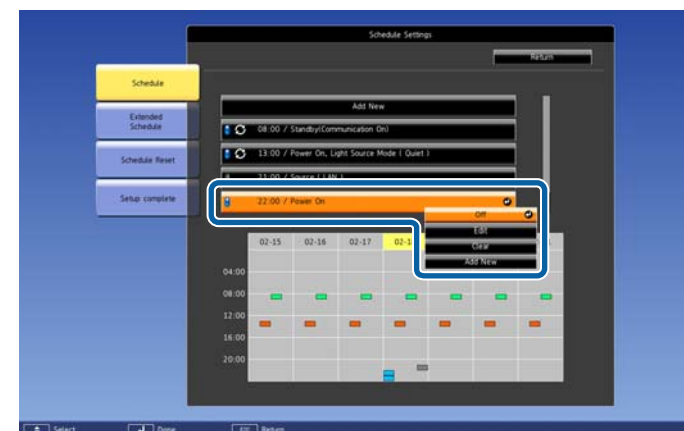 Schedule Settings
Return
Schedule
Extended
Schedule
Schedule Reset
Setup complete
Add New
08:00 / Standby(Communication On)
13:00 / Power On, Light Source Mode ( Quiet )
21:00 / Source ( LAN )
22:00 / Power On
Off
Edit
Clear
Add New
02-15 02-16 02-17
04:00
08:00
12:00
16:00
20:00
Select Done ESC Return